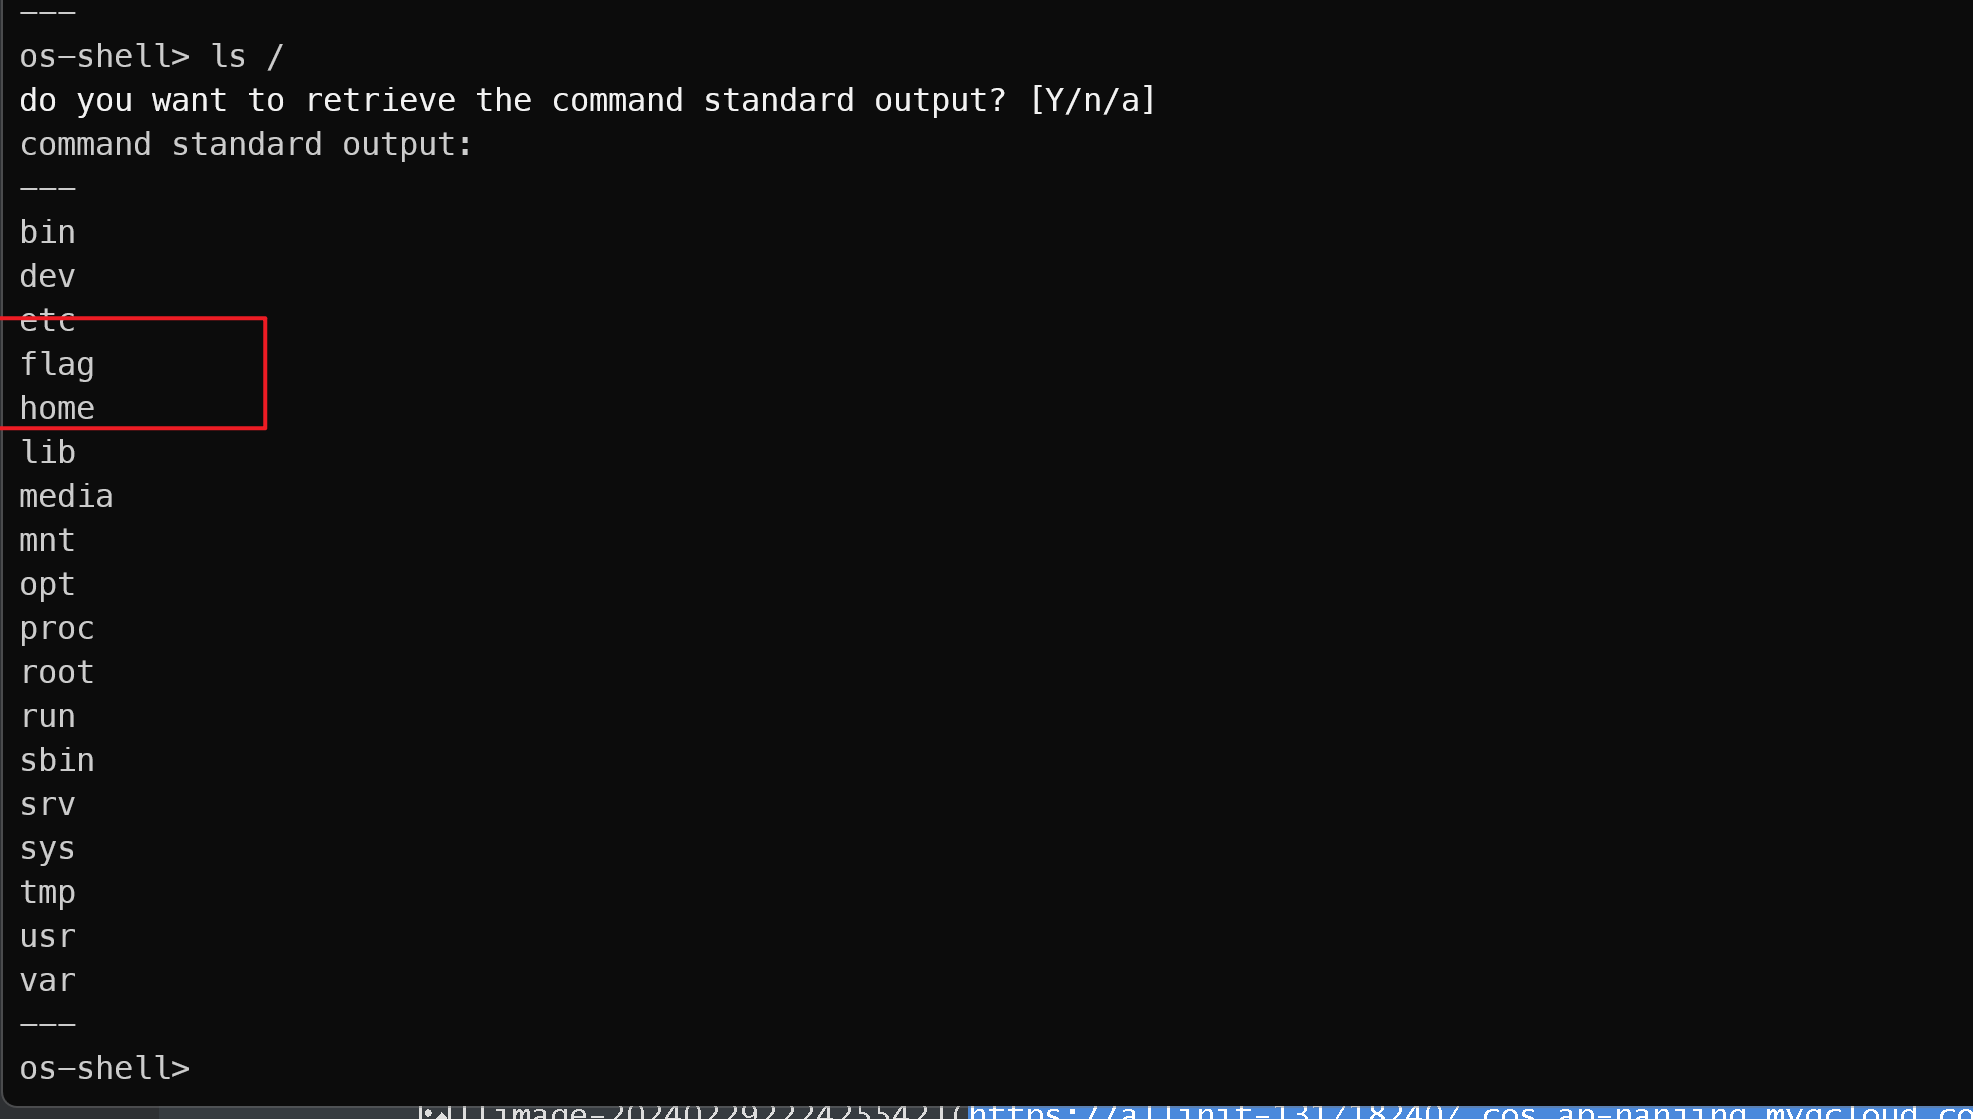 ---
os-shell> ls /
do you want to retrieve the command standard output? [Y/n/a]
command standard output:
---
bin
dev
etc
flag
home
lib
media
mnt
opt
proc
root
run
sbin
srv
sys
tmp
usr
var
---
os-shell>